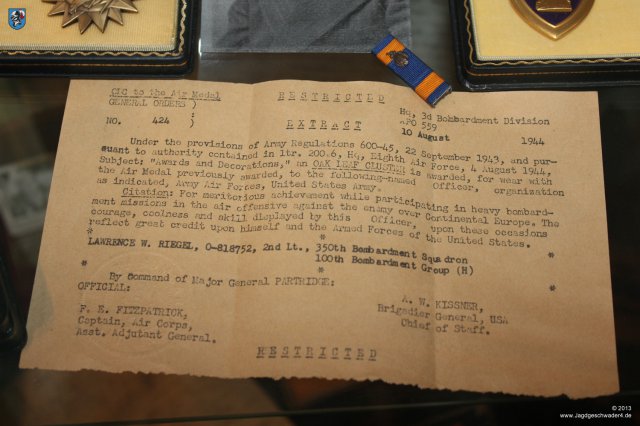 OLC to the Air Medal
RESTRICTED
GENERAL ORDERS )
:
NO. 424 )
Hq, 3d Bombardment Division
APO 559
10 August 1944
EXTRACT
Under the provisions of Army Regulations 600-45, 22 September 1943, and pur-
suant to authority contained in ltr. 200.6, Hq, Eighth Air Force, 4 August 1944,
Subject: "Awards and Decorations," an OAK LEAF CLUSTER is awarded, for wear with
the Air Medal previously awarded, to the following-named Officer, organization
as indicated, Army Air Forces, United States Army.
Citation: For meritorious achievement while participating in heavy bombard-
ment missions in the air offensive against the enemy over Continental Europe. The
courage, coolness and skill displayed by this Officer, upon these occasions
reflect great credit upon himself and the Armed Forces of the United States.
* * *
LAWRENCE W. RIEGEL, O-818752, 2nd Lt., 350th Bombardment Squadron
100th Bombardment Group (H)
* * *
By Command of Major General PARTRIDGE:
OFFICIAL:
A. W. KISSNER,
Brigadier General, USA
Chief of Staff.
F. E. FITZPATRICK,
Captain, Air Corps,
Asst. Adjutant General.
RESTRICTED
© 2013
www.Jagdgeschwader4.de